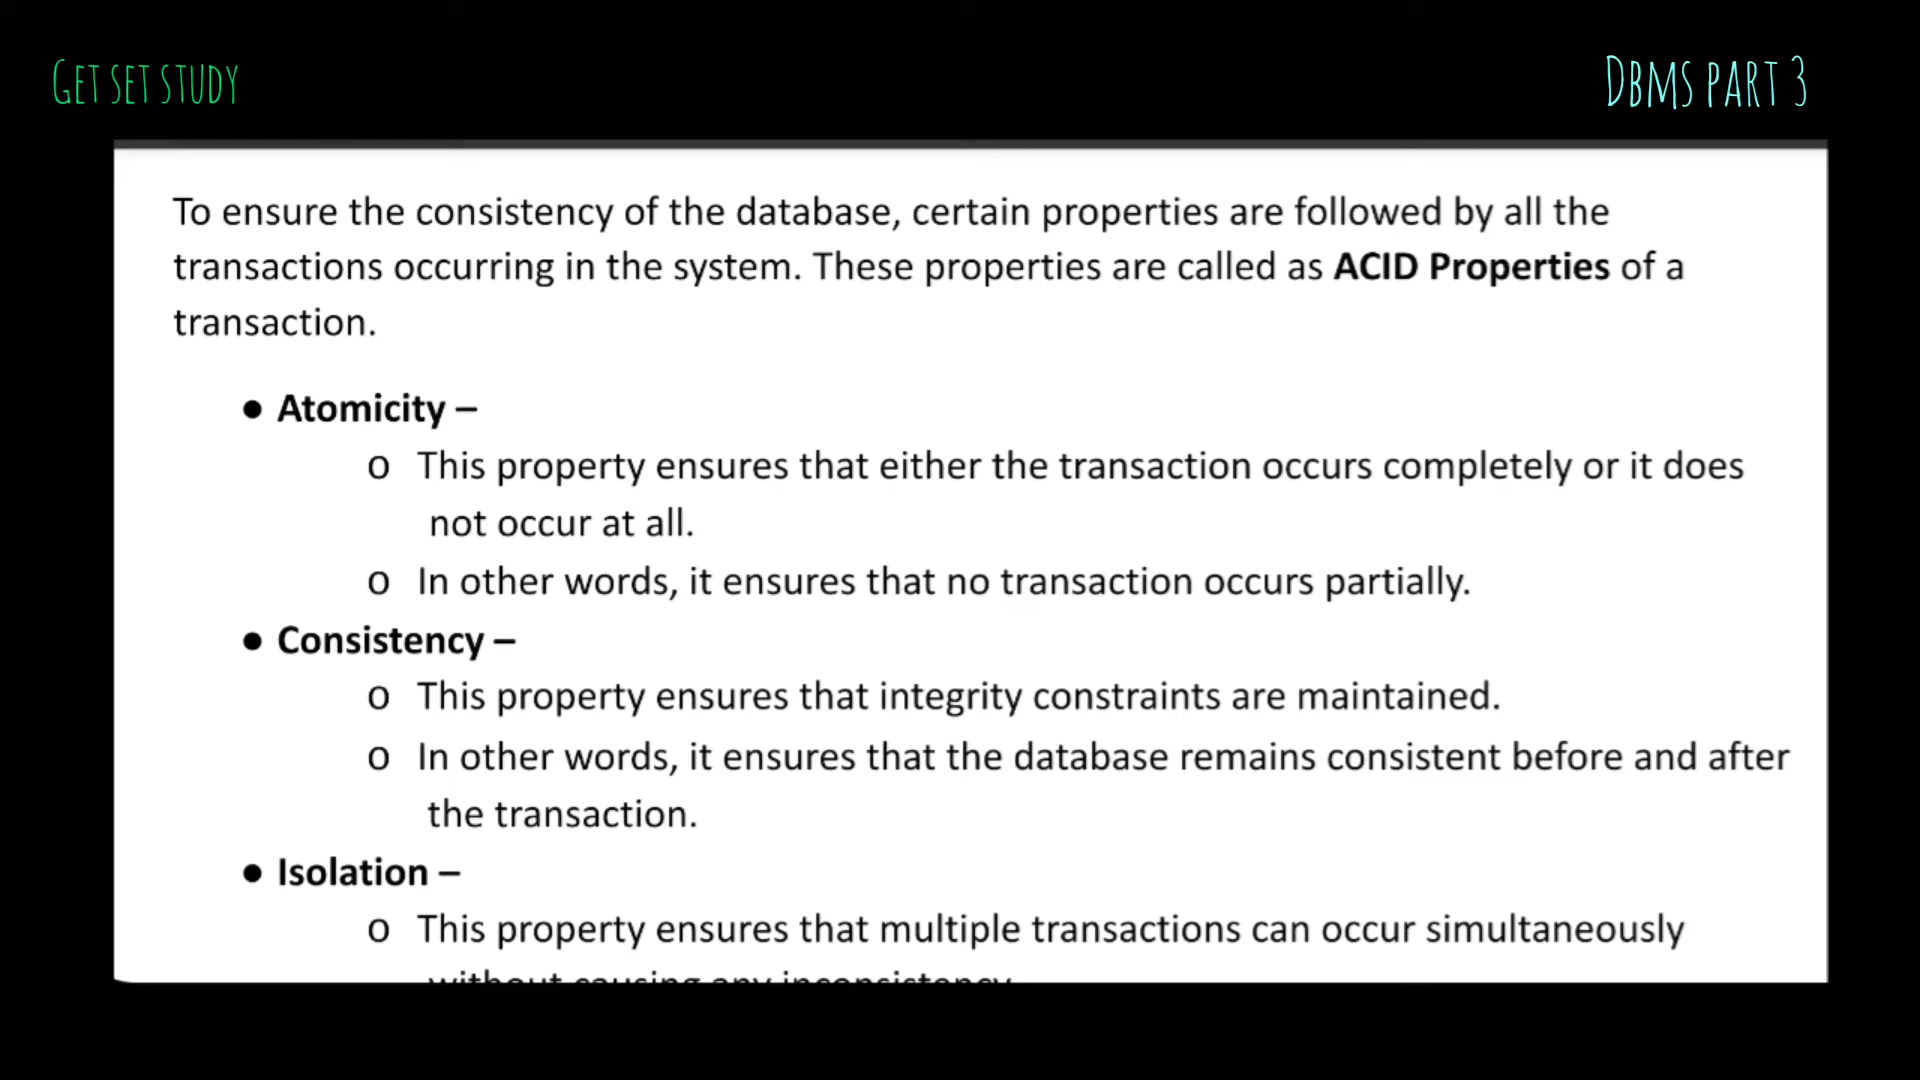 GET SET STUDY
DBMS PART 3
To ensure the consistency of the database, certain properties are followed by all the
transactions occurring in the system. These properties are called as ACID Properties of a
transaction.
● Atomicity –
o This property ensures that either the transaction occurs completely or it does
not occur at all.
o In other words, it ensures that no transaction occurs partially.
● Consistency –
o This property ensures that integrity constraints are maintained.
o In other words, it ensures that the database remains consistent before and after
the transaction.
● Isolation –
o This property ensures that multiple transactions can occur simultaneously
without causing any inconsistency